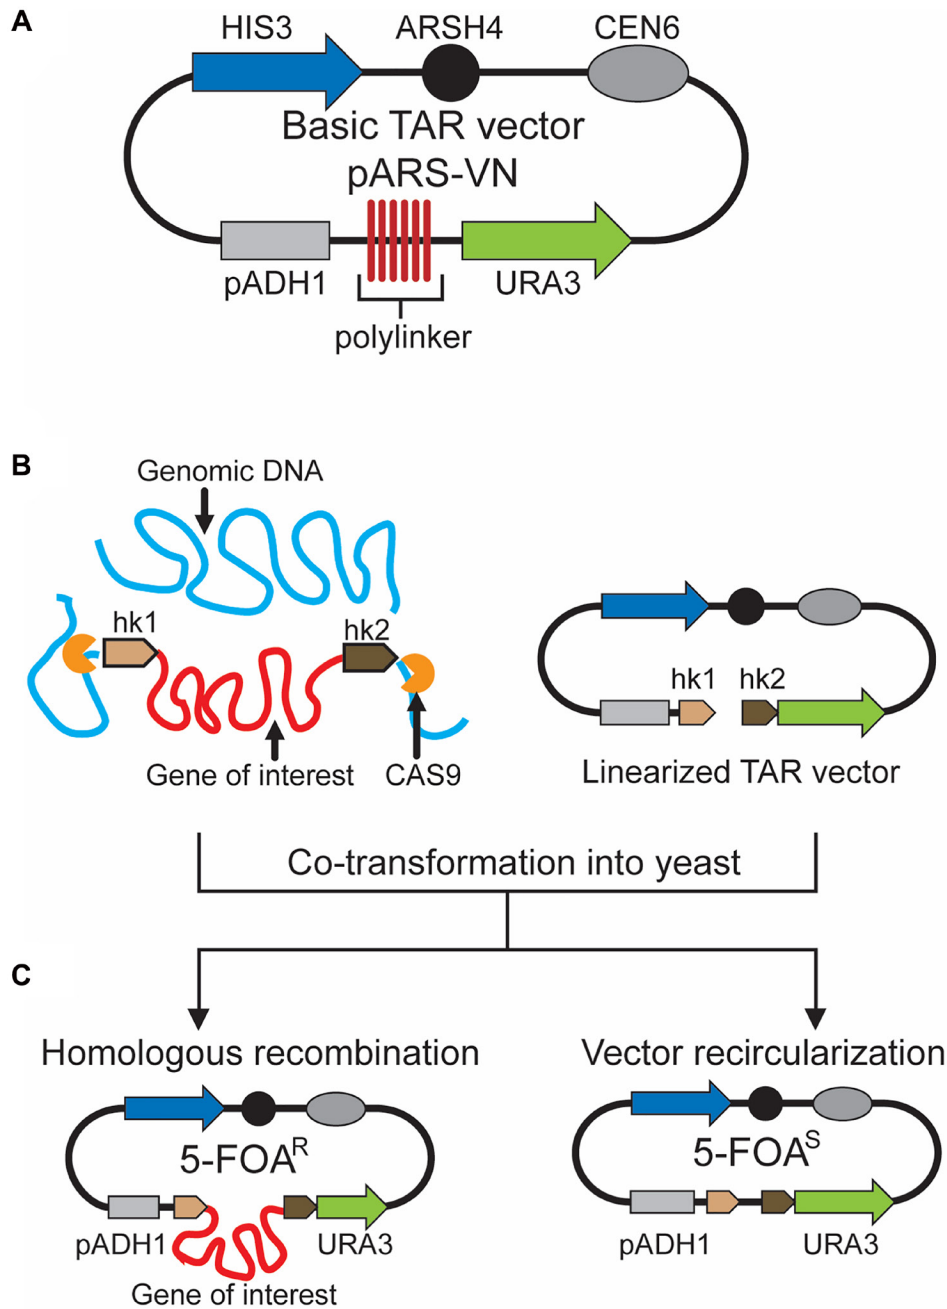 A
HIS3 ARSH4 CEN6
Basic TAR vector
pARS-VN
pADH1 URA3
polylinker
B
Genomic DNA
hk1 hk2
hk1 hk2
Gene of interest CAS9
Linearized TAR vector
Co-transformation into yeast
C
Homologous recombination
5-FOAᴿ
pADH1 URA3
Gene of interest
Vector recircularization
5-FOAˢ
pADH1 URA3